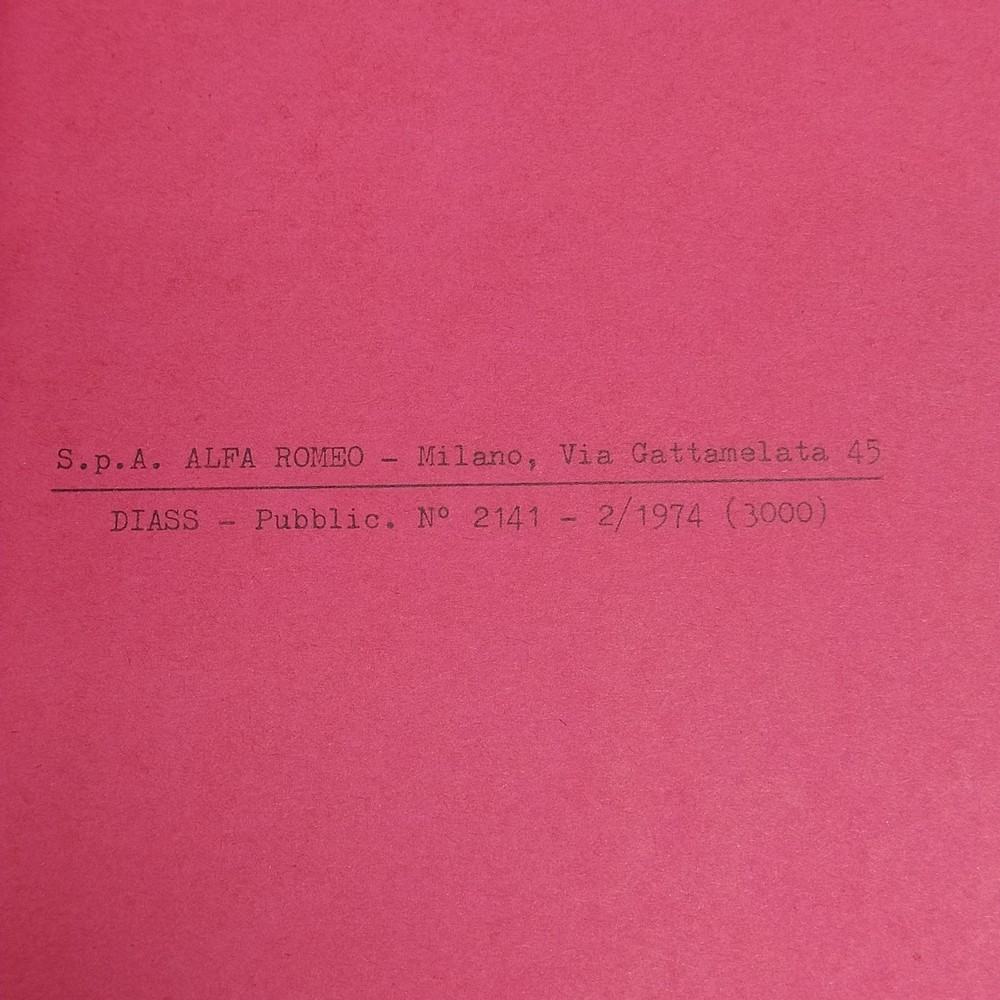 S.p.A. ALFA ROMEO - Milano, Via Gattamelata 45
DIASS - Pubblic. N° 2141 - 2/1974 (3000)